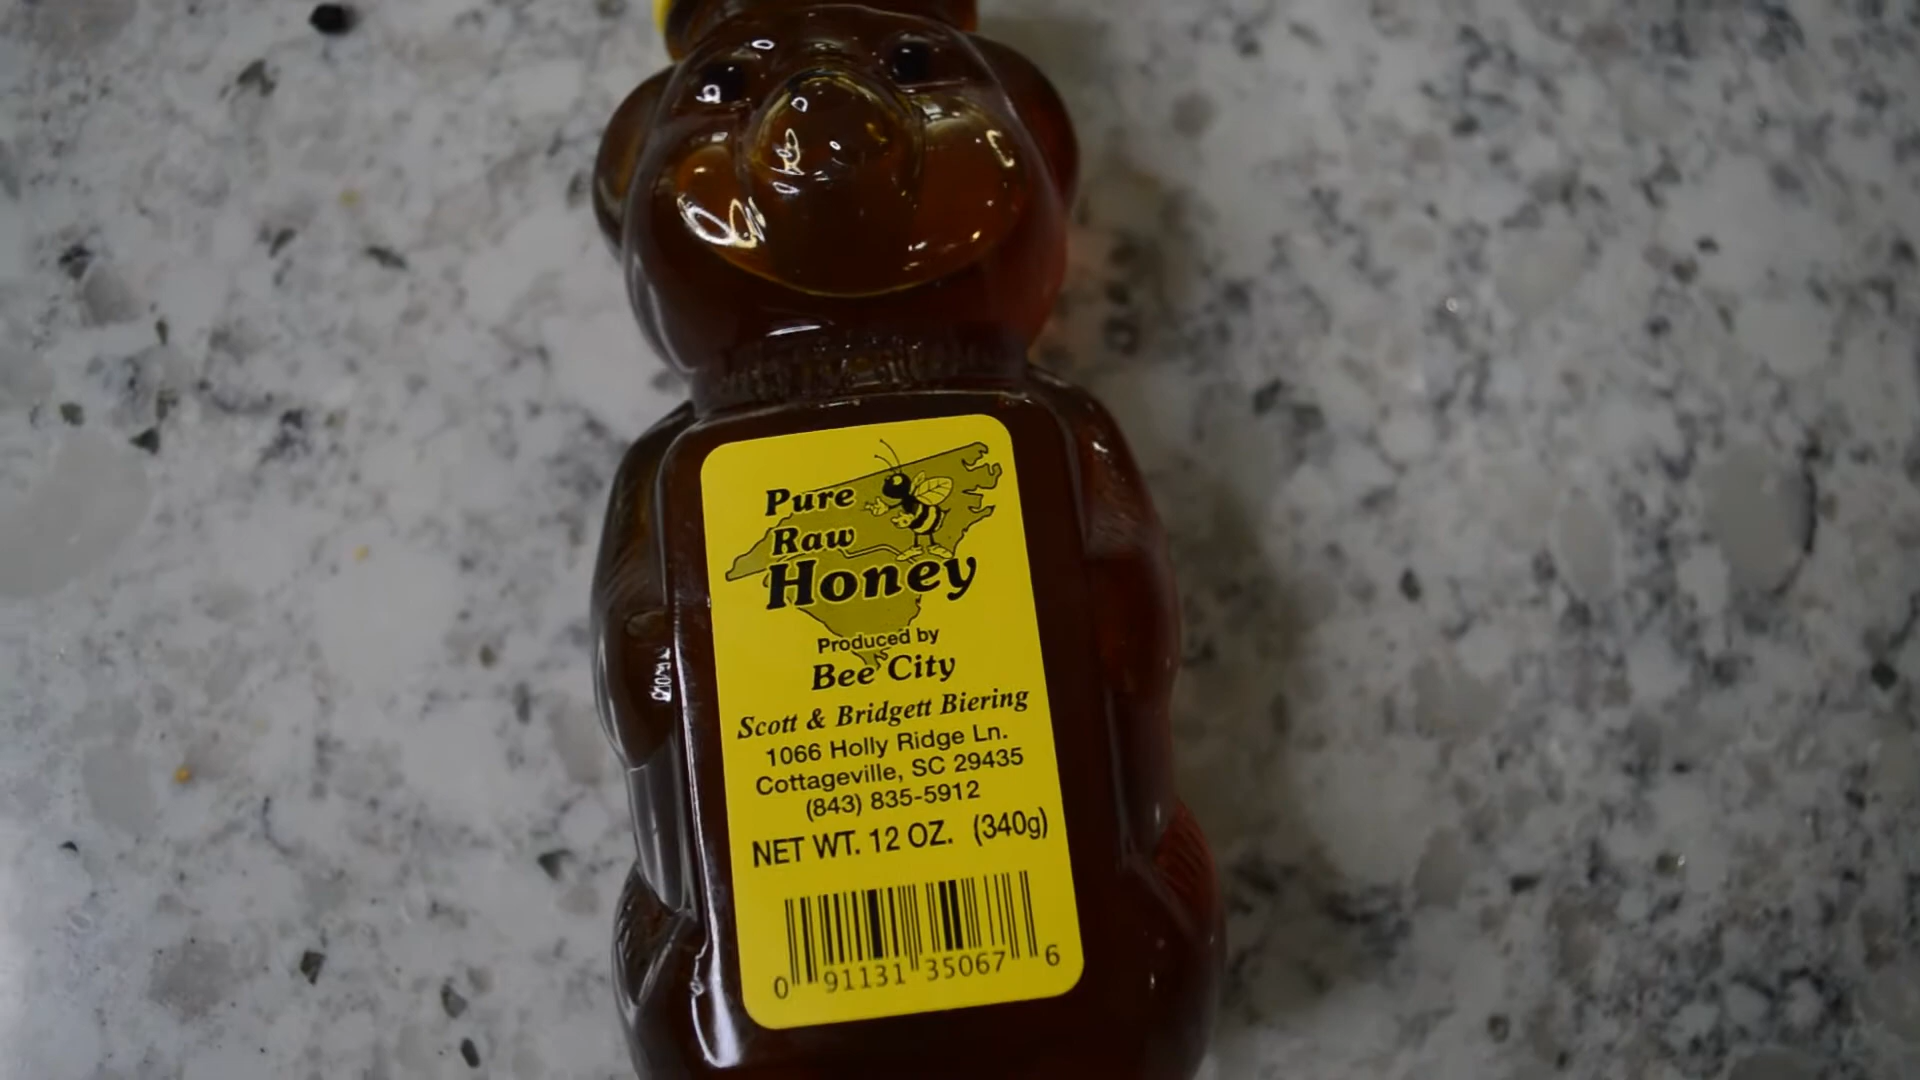 Pure
Raw
Honey
Produced by
Bee City
Scott & Bridgett Biering
1066 Holly Ridge Ln.
Cottageville, SC 29435
(843) 835-5912
NET WT. 12 OZ. (340g)
0 91131 35067 6